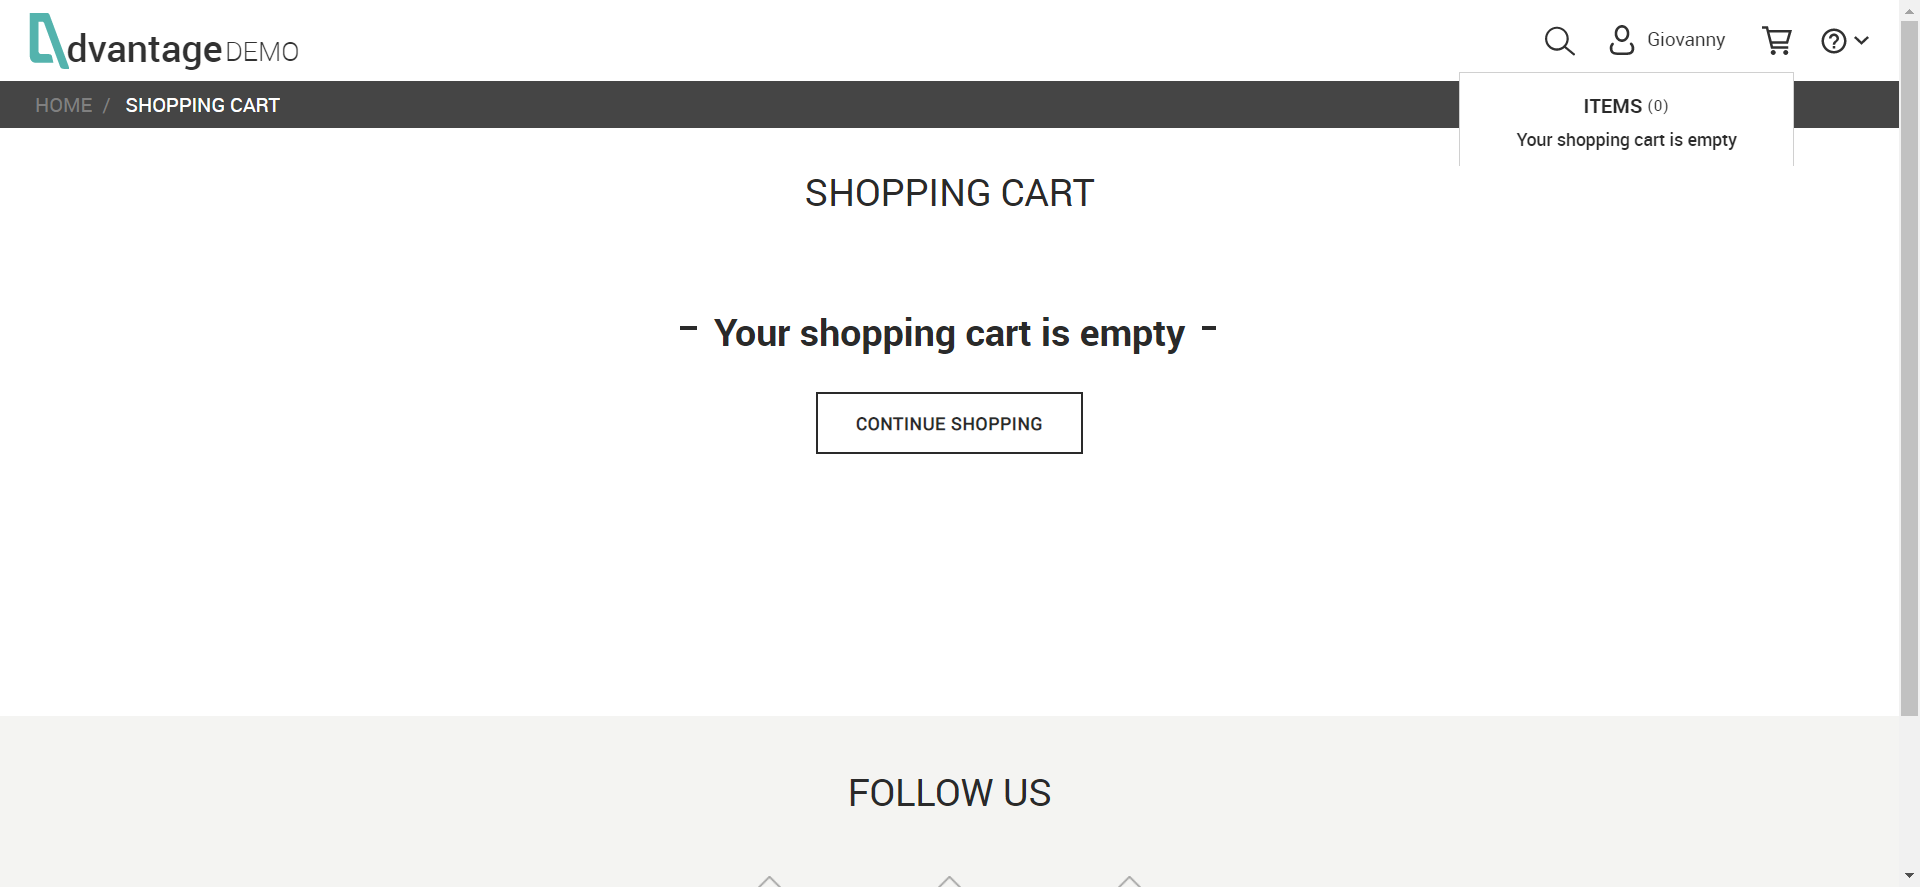 dvantage DEMO
Giovanny
HOME / SHOPPING CART
ITEMS (0)
Your shopping cart is empty
SHOPPING CART
- Your shopping cart is empty -
CONTINUE SHOPPING
FOLLOW US